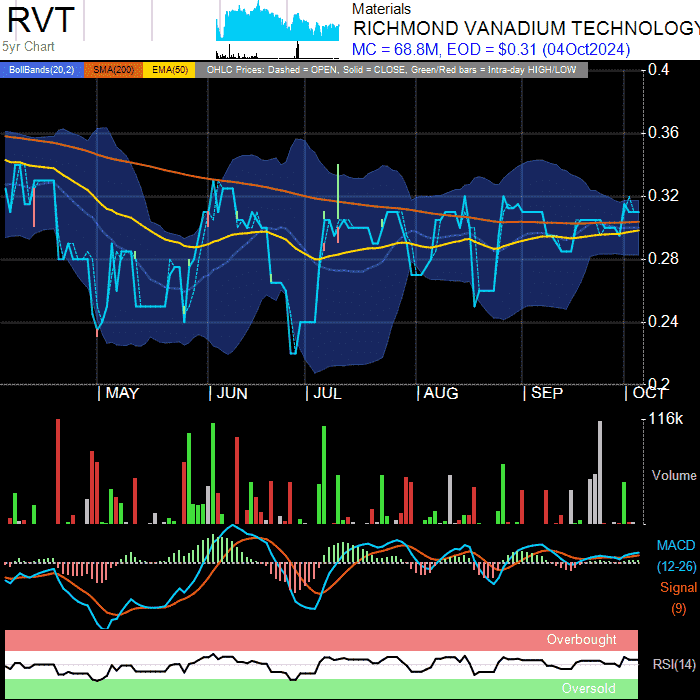 RVT
5yr Chart
Materials
RICHMOND VANADIUM TECHNOLOGY
MC = 68.8M, EOD = $0.31 (04Oct2024)
BollBands(20,2) SMA(200) EMA(50) OHLC Prices: Dashed = OPEN, Solid = CLOSE, Green/Red bars = Intra-day HIGH/LOW
0.4
0.36
0.32
0.28
0.24
0.2
| MAY | JUN | JUL | AUG | SEP | OCT
116k
Volume
MACD
(12-26)
Signal
(9)
Overbought
RSI(14)
Oversold